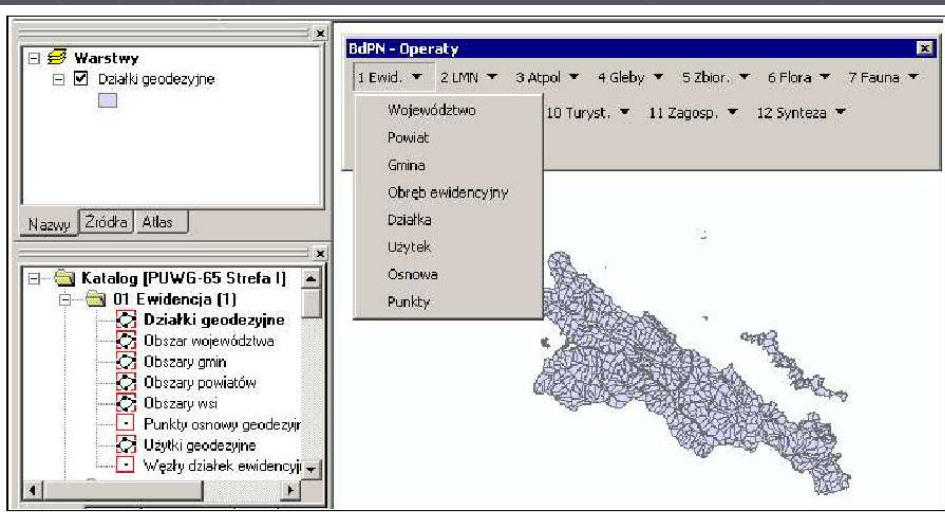 Warstwy
Działki geodezyjne
Nazwy Źródła Atlas
Katalog [PUWG-65 Strefa I]
01 Ewidencja (1)
Działki geodezyjne
Obszar województwa
Obszary gmin
Obszary powiatów
Obszary wsi
Punkty osnowy geodezyjr
Użytki geodezyjne
Węzły działek ewidencyji
BdPN - Operaty
1 Ewid. 2 LMN 3 Atpol 4 Gleby 5 Zbior. 6 Flora 7 Fauna
10 Turyst. 11 Zagosp. 12 Synteza
Województwo
Powiat
Gmina
Obręb ewidencyjny
Działka
Użytek
Osnowa
Punkty